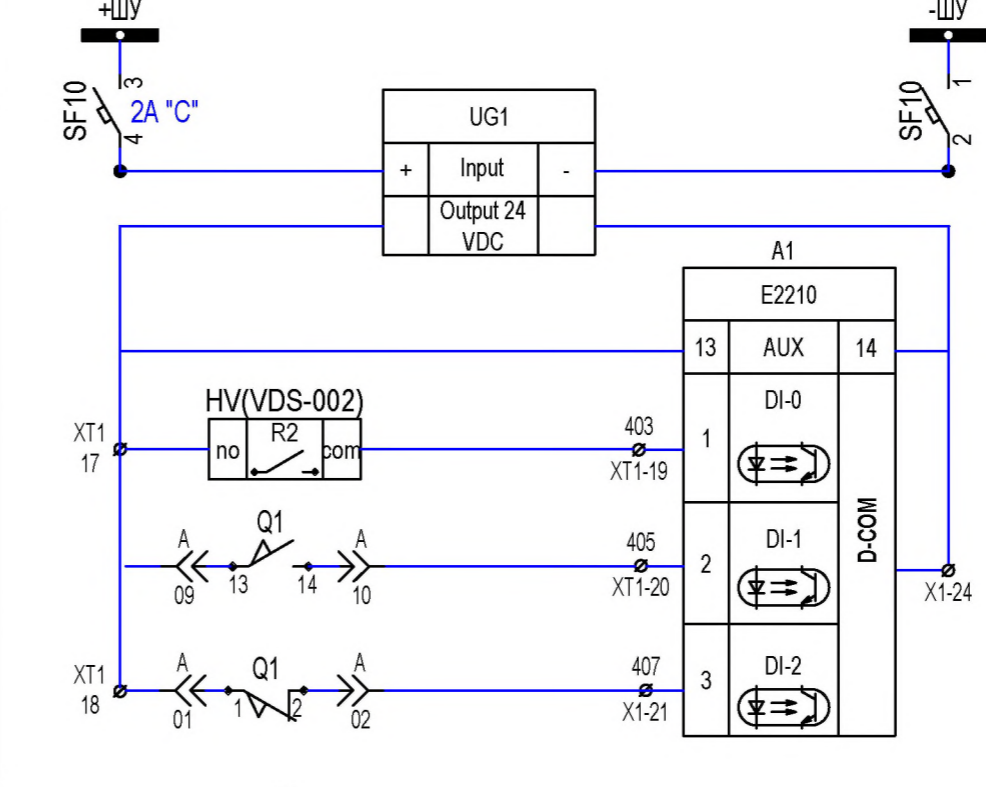 +ШУ
-ШУ
SF10
3
4
2A "C"
SF10
1
2
UG1
+
Input
-
Output 24
VDC
A1
E2210
13
AUX
14
HV(VDS-002)
no
R2
com
XT1
17
403
XT1-19
1
DI-0
D-COM
A
09
Q1
13
14
A
10
405
XT1-20
2
DI-1
X1-24
XT1
18
A
01
Q1
1
2
A
02
407
X1-21
3
DI-2